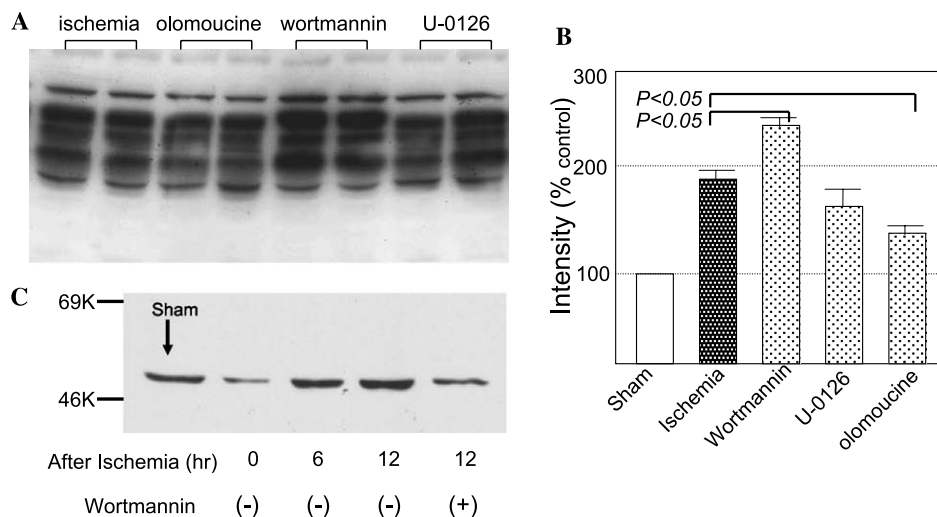 A
ischemia olomoucine wortmannin U-0126
B
300
200
100
Intensity (% control)
P<0.05
P<0.05
Sham
Ischemia
Wortmannin
U-0126
olomoucine
C
69K
46K
Sham
After Ischemia (hr) 0 6 12 12
Wortmannin (-) (-) (-) (+)